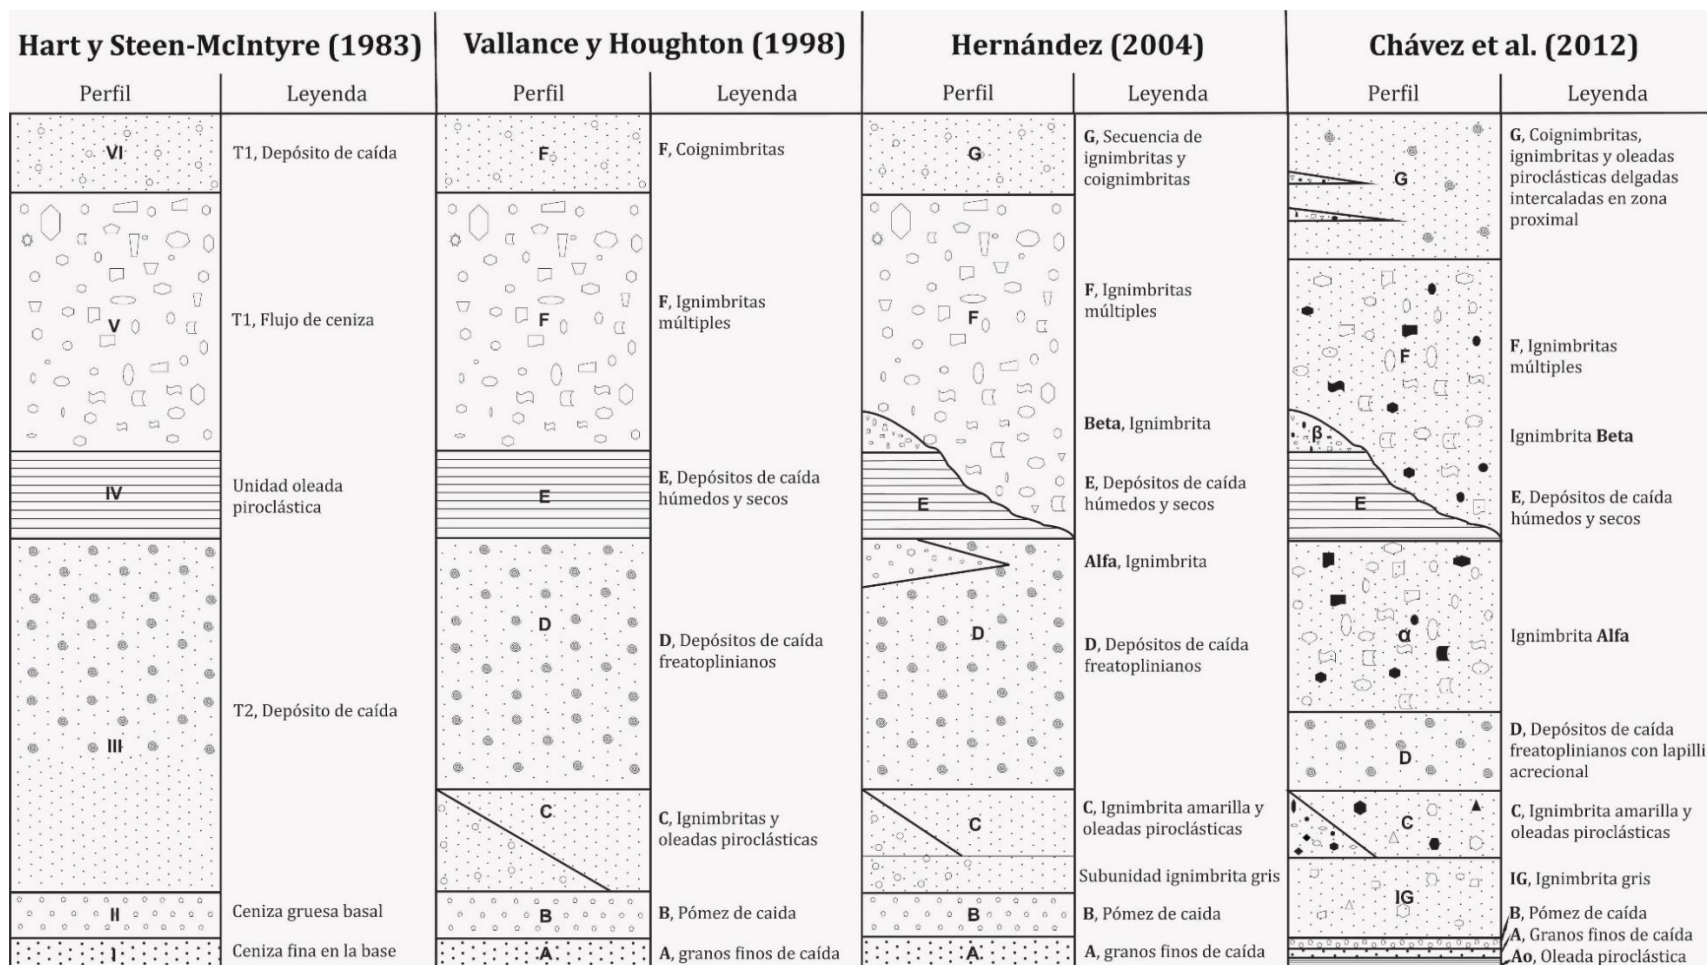 Hart y Steen-McIntyre (1983)
Perfil
Leyenda
VI
T1, Depósito de caída
V
T1, Flujo de ceniza
IV
Unidad oleada
piroclástica
III
T2, Depósito de caída
II
Ceniza gruesa basal
I
Ceniza fina en la base
Vallance y Houghton (1998)
Perfil
Leyenda
F
F, Coignimbritas
F
F, Ignimbritas
múltiples
E
E, Depósitos de caída
húmedos y secos
D
D, Depósitos de caída
freatoplinianos
C
C, Ignimbritas y
oleadas piroclásticas
B
B, Pómez de caida
A
A, granos finos de caída
Hernández (2004)
Perfil
Leyenda
G
G, Secuencia de
ignimbritas y
coignimbritas
F
F, Ignimbritas
múltiples
Beta, Ignimbrita
E
E, Depósitos de caída
húmedos y secos
Alfa, Ignimbrita
D
D, Depósitos de caída
freatoplinianos
C
C, Ignimbrita amarilla y
oleadas piroclásticas
Subunidad ignimbrita gris
B
B, Pómez de caida
A
A, granos finos de caída
Chávez et al. (2012)
Perfil
Leyenda
G
G, Coignimbritas,
ignimbritas y oleadas
piroclásticas delgadas
intercaladas en zona
proximal
F
F, Ignimbritas
múltiples
β
Ignimbrita Beta
E
E, Depósitos de caída
húmedos y secos
α
Ignimbrita Alfa
D
D, Depósitos de caída
freatoplinianos con lapilli
acrecional
C
C, Ignimbrita amarilla y
oleadas piroclásticas
IG
IG, Ignimbrita gris
B, Pómez de caída
A, Granos finos de caída
Ao, Oleada piroclástica